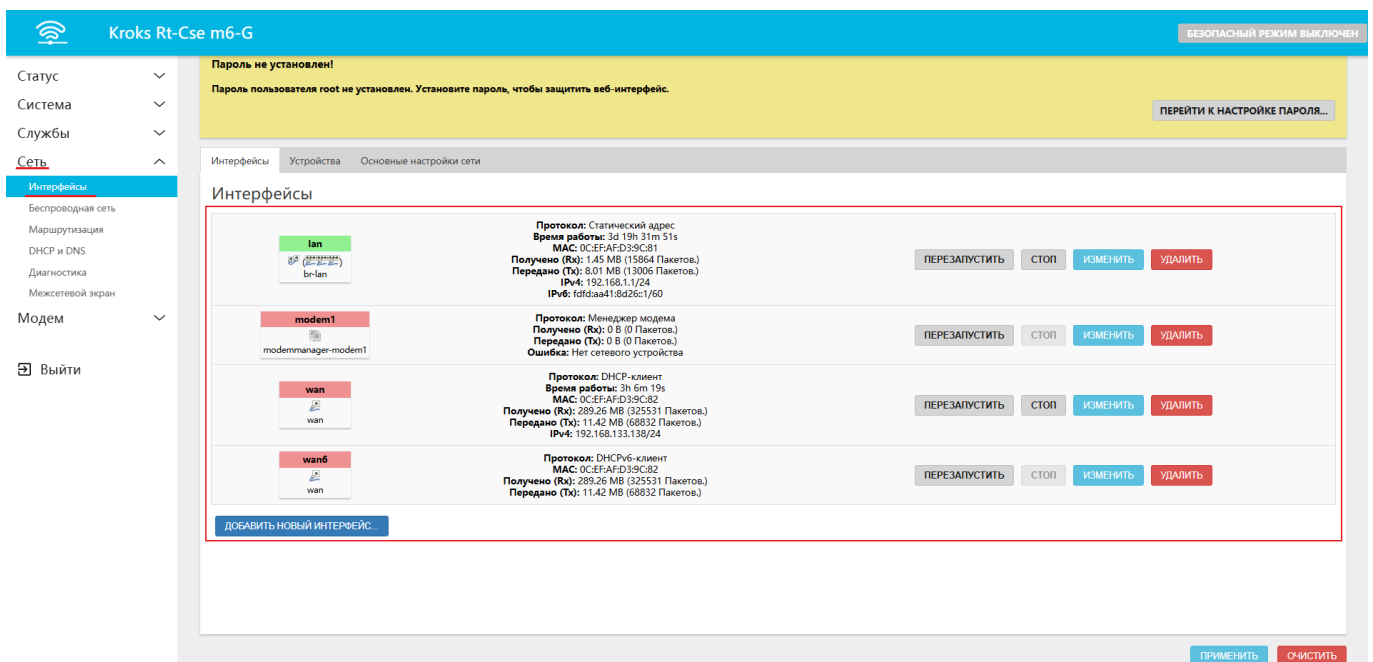 Kroks Rt-Cse m6-G
БЕЗОПАСНЫЙ РЕЖИМ ВЫКЛЮЧЕН
Статус
Система
Службы
Сеть
Интерфейсы
Беспроводная сеть
Маршрутизация
DHCP и DNS
Диагностика
Межсетевой экран
Модем
Выйти
Пароль не установлен!
Пароль пользователя root не установлен. Установите пароль, чтобы защитить веб-интерфейс.
ПЕРЕЙТИ К НАСТРОЙКЕ ПАРОЛЯ...
Интерфейсы Устройства Основные настройки сети
Интерфейсы
lan
br-lan
Протокол: Статический адрес
Время работы: 3d 19h 31m 51s
MAC: 0C:EF:AF:D3:9C:81
Получено (Rx): 1.45 MB (15864 Пакетов.)
Передано (Tx): 8.01 MB (13006 Пакетов.)
IPv4: 192.168.1.1/24
IPv6: fdfd:aa41:8d26::1/60
ПЕРЕЗАПУСТИТЬ СТОП ИЗМЕНИТЬ УДАЛИТЬ
modem1
modemmanager-modem1
Протокол: Менеджер модема
Получено (Rx): 0 B (0 Пакетов.)
Передано (Tx): 0 B (0 Пакетов.)
Ошибка: Нет сетевого устройства
ПЕРЕЗАПУСТИТЬ СТОП ИЗМЕНИТЬ УДАЛИТЬ
wan
wan
Протокол: DHCP-клиент
Время работы: 3h 6m 19s
MAC: 0C:EF:AF:D3:9C:82
Получено (Rx): 289.26 MB (325531 Пакетов.)
Передано (Tx): 11.42 MB (68832 Пакетов.)
IPv4: 192.168.133.138/24
ПЕРЕЗАПУСТИТЬ СТОП ИЗМЕНИТЬ УДАЛИТЬ
wan6
wan
Протокол: DHCPv6-клиент
MAC: 0C:EF:AF:D3:9C:82
Получено (Rx): 289.26 MB (325531 Пакетов.)
Передано (Tx): 11.42 MB (68832 Пакетов.)
ПЕРЕЗАПУСТИТЬ СТОП ИЗМЕНИТЬ УДАЛИТЬ
ДОБАВИТЬ НОВЫЙ ИНТЕРФЕЙС...
ПРИМЕНИТЬ ОЧИСТИТЬ